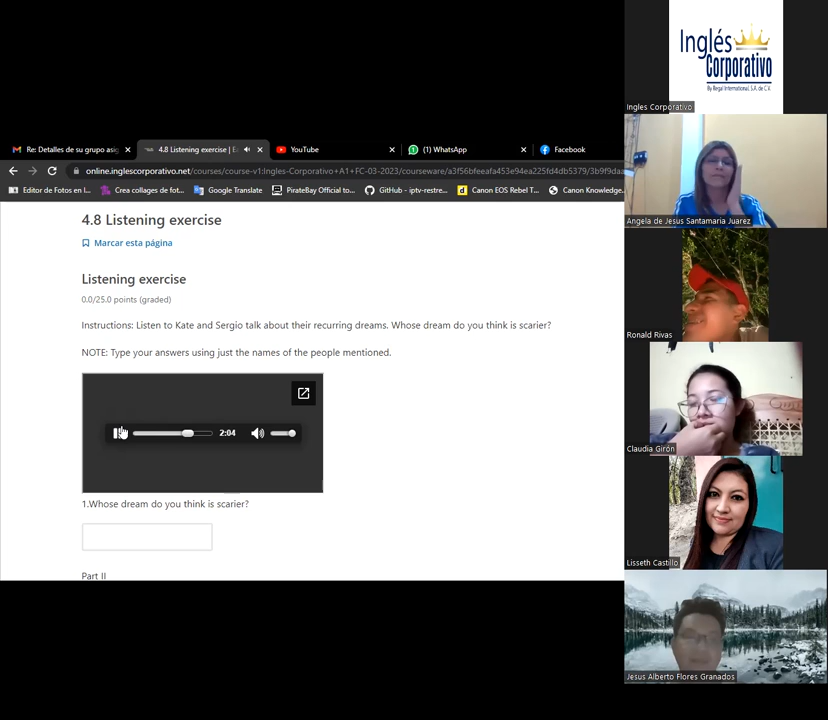 Re: Detalles de su grupo asig
4.8 Listening exercise | E
YouTube
(1) WhatsApp
Facebook
online.inglescorporativo.net/courses/course-v1:Ingles-Corporativo+A1+FC-03-2023/courseware/a3f56bfeeafa453e94ea225fd4db5379/3b9f9daa
Editor de Fotos en l...
Crea collages de fot...
Google Translate
PirateBay Official to...
GitHub - iptv-restre...
Canon EOS Rebel T...
Canon Knowledge
4.8 Listening exercise
Marcar esta página
Listening exercise
0.0/25.0 points (graded)
Instructions: Listen to Kate and Sergio talk about their recurring dreams. Whose dream do you think is scarier?
NOTE: Type your answers using just the names of the people mentioned.
2:04
1.Whose dream do you think is scarier?
Part II
Inglés
Corporativo
By Regal International, S.A. de C.V.
Ingles Corporativo
Angela de Jesus Santamaria Juarez
Ronald Rivas
Claudia Girón
Lisseth Castillo
Jesus Alberto Flores Granados